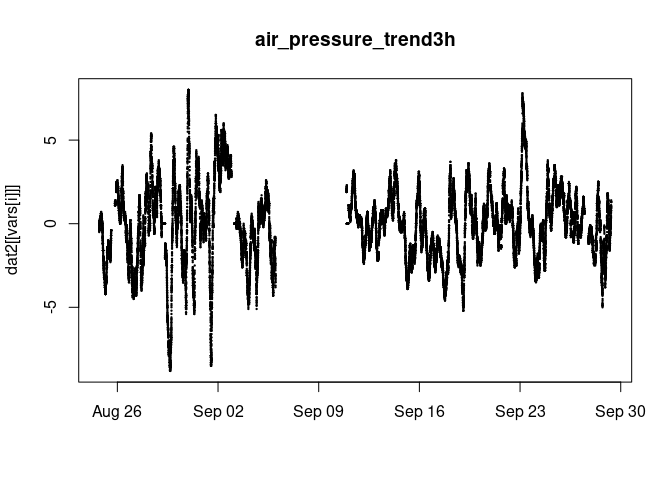 air_pressure_trend3h
dat2[[vars[i]]]
5
0
-5
Aug 26 Sep 02 Sep 09 Sep 16 Sep 23 Sep 30